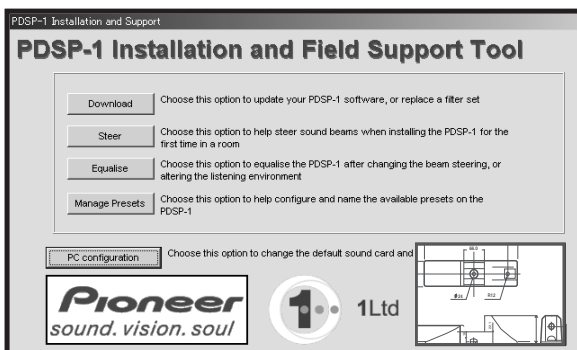 PDSP-1 Installation and Support
PDSP-1 Installation and Field Support Tool
Download
Choose this option to update your PDSP-1 software, or replace a filter set
Steer
Choose this option to help steer sound beams when installing the PDSP-1 for the
first time in a room
Equalise
Choose this option to equalise the PDSP-1 after changing the beam steering, or
altering the listening environment
Manage Presets
Choose this option to help configure and name the available presets on the
PDSP-1
PC configuration
Choose this option to change the default sound card and
Pioneer
sound. vision. soul
1
1Ltd